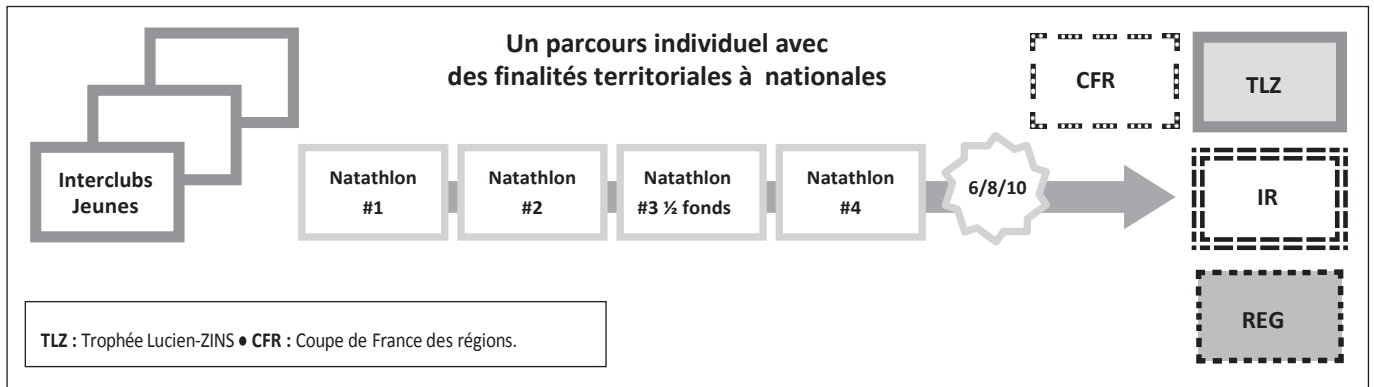 Un parcours individuel avec
des finalités territoriales à nationales
CFR
TLZ
Interclubs
Jeunes
Natathlon
#1
Natathlon
#2
Natathlon
#3 ½ fonds
Natathlon
#4
6/8/10
IR
REG
TLZ : Trophée Lucien-ZINS ● CFR : Coupe de France des régions.